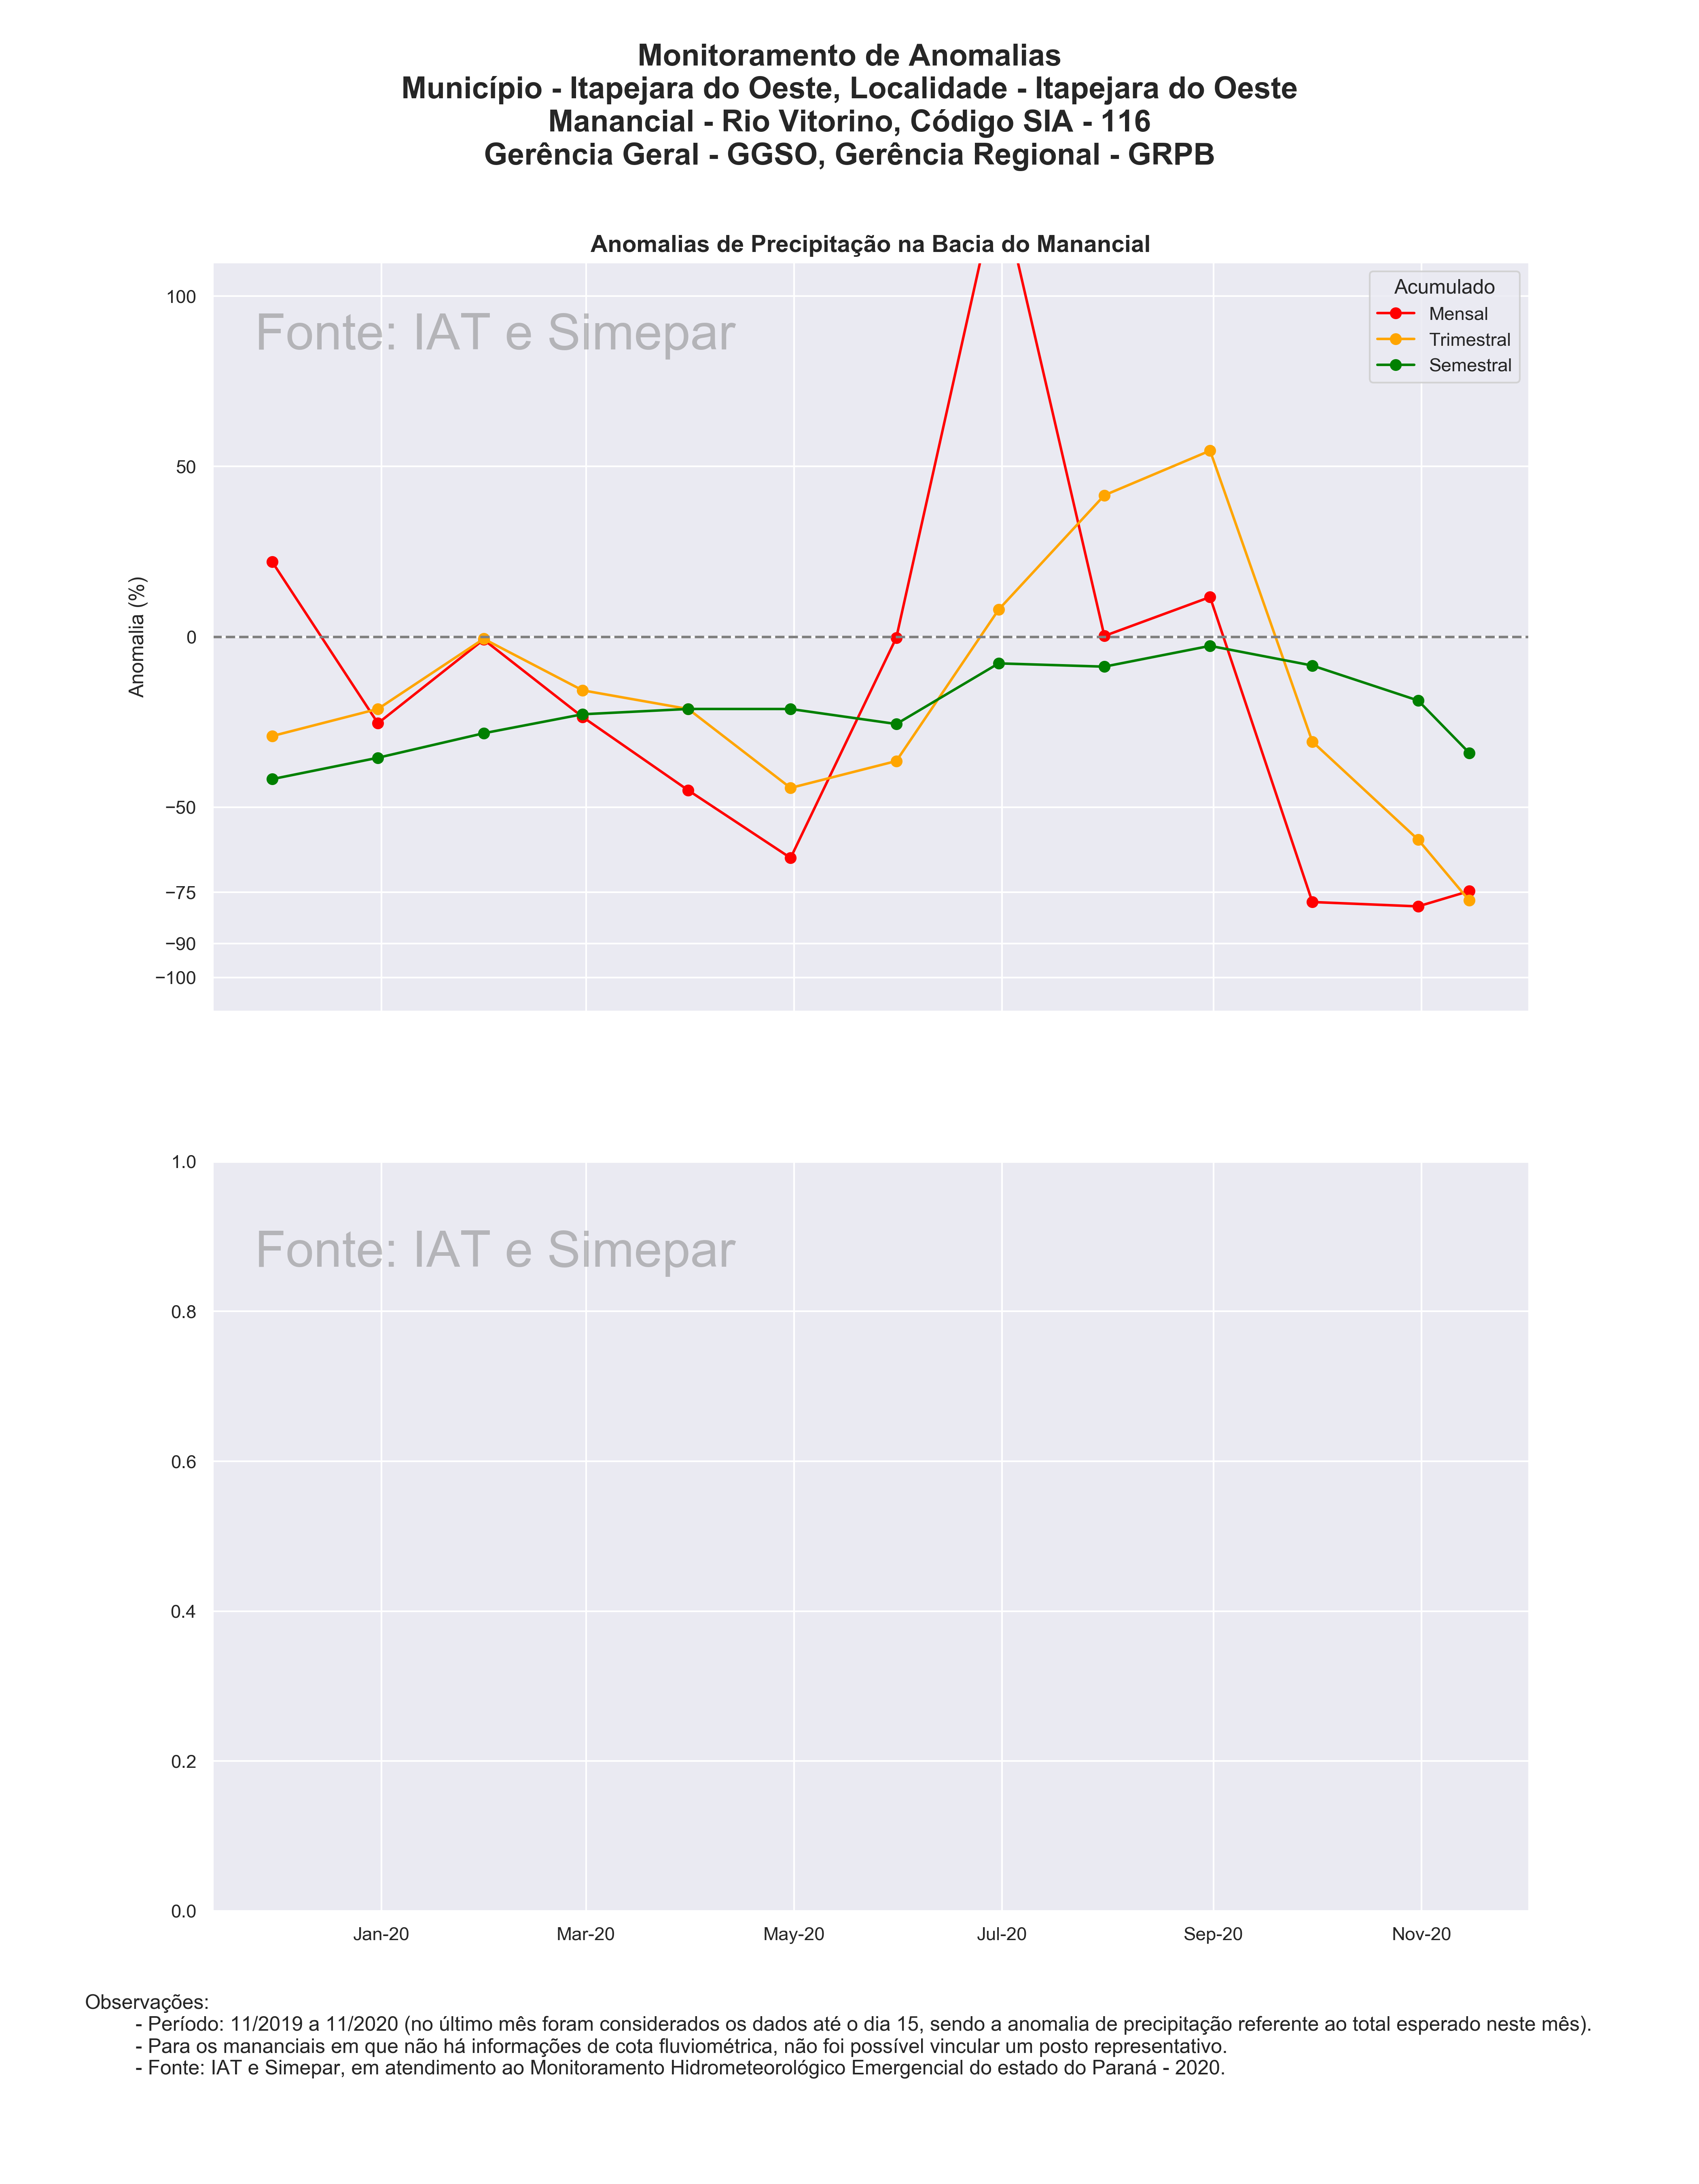 Monitoramento de Anomalias
Município - Itapejara do Oeste, Localidade - Itapejara do Oeste
Manancial - Rio Vitorino, Código SIA - 116
Gerência Geral - GGSO, Gerência Regional - GRPB
Anomalias de Precipitação na Bacia do Manancial
Fonte: IAT e Simepar
Acumulado
Mensal
Trimestral
Semestral
Anomalia (%)
100
50
0
−50
−75
−90
−100
Fonte: IAT e Simepar
1.0
0.8
0.6
0.4
0.2
0.0
Jan-20 Mar-20 May-20 Jul-20 Sep-20 Nov-20
Observações:
- Período: 11/2019 a 11/2020 (no último mês foram considerados os dados até o dia 15, sendo a anomalia de precipitação referente ao total esperado neste mês).
- Para os mananciais em que não há informações de cota fluviométrica, não foi possível vincular um posto representativo.
- Fonte: IAT e Simepar, em atendimento ao Monitoramento Hidrometeorológico Emergencial do estado do Paraná - 2020.